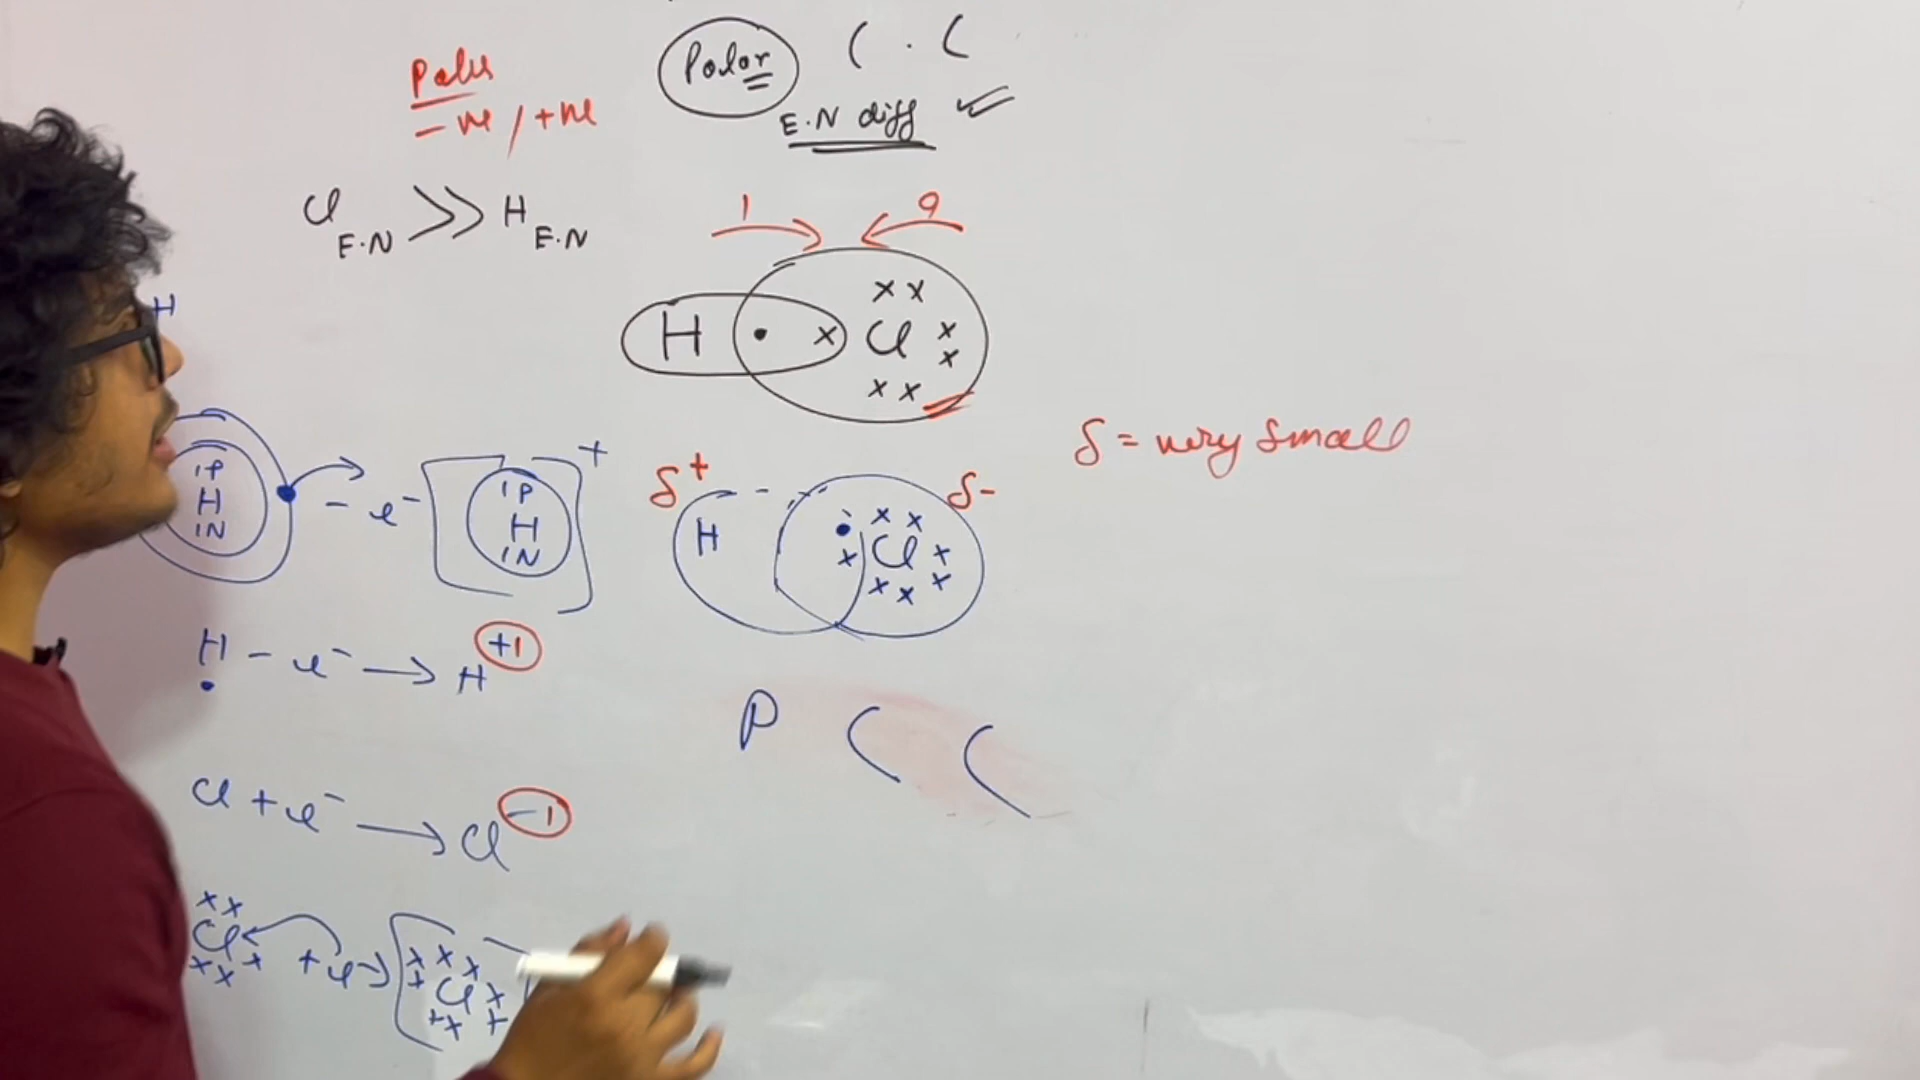 Poles
-ve / +ve
Polar ( . (
E.N diff
Cl E.N >> H E.N
1 9
H • x Cl x x x x x x
H
1P
H
1N
- e-
1P
H
1N
+
δ = very small
δ+ δ-
H • x Cl x x x x x x
H - e- → H +1
P ( (
Cl + e- → Cl -1
x x
Cl + e → x x x
x x x x Cl x
x x x